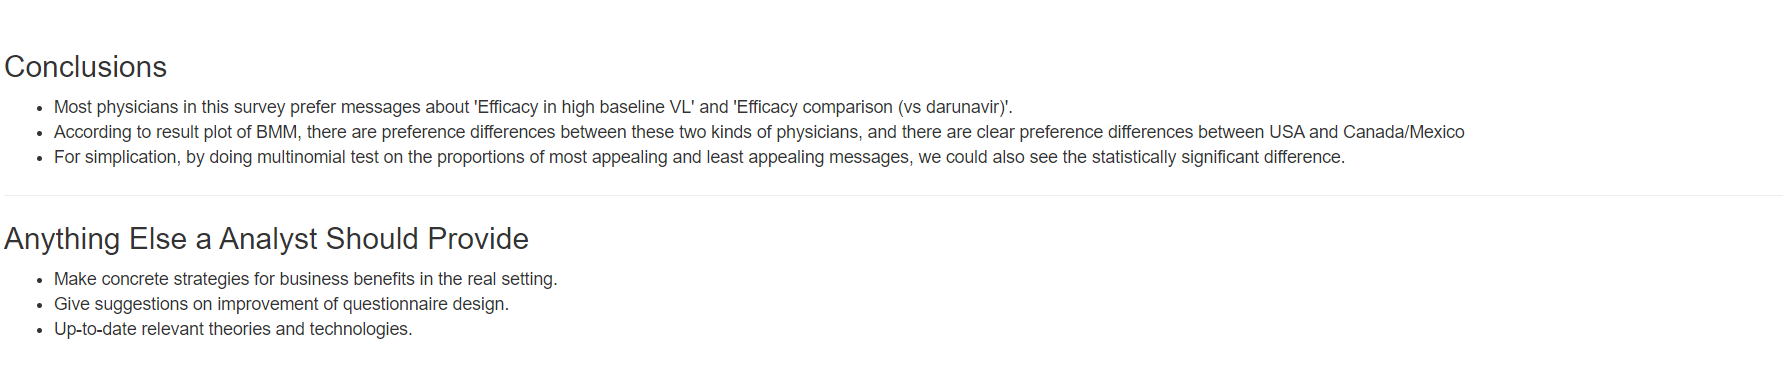 Conclusions
• Most physicians in this survey prefer messages about 'Efficacy in high baseline VL' and 'Efficacy comparison (vs darunavir)'.
• According to result plot of BMM, there are preference differences between these two kinds of physicians, and there are clear preference differences between USA and Canada/Mexico
• For simplication, by doing multinomial test on the proportions of most appealing and least appealing messages, we could also see the statistically significant difference.
Anything Else a Analyst Should Provide
• Make concrete strategies for business benefits in the real setting.
• Give suggestions on improvement of questionnaire design.
• Up-to-date relevant theories and technologies.